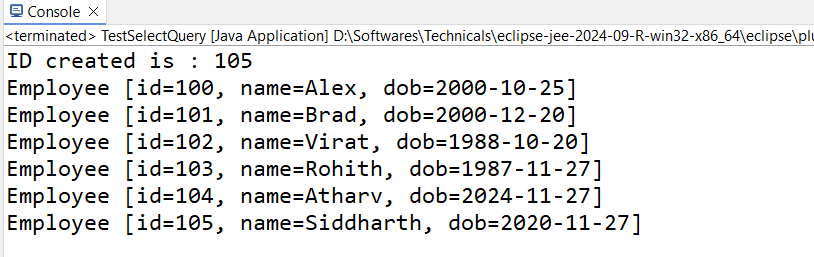 Console
<terminated> TestSelectQuery [Java Application] D:\Softwares\Technicals\eclipse-jee-2024-09-R-win32-x86_64\eclipse\plu
ID created is : 105
Employee [id=100, name=Alex, dob=2000-10-25]
Employee [id=101, name=Brad, dob=2000-12-20]
Employee [id=102, name=Virat, dob=1988-10-20]
Employee [id=103, name=Rohith, dob=1987-11-27]
Employee [id=104, name=Atharv, dob=2024-11-27]
Employee [id=105, name=Siddharth, dob=2020-11-27]